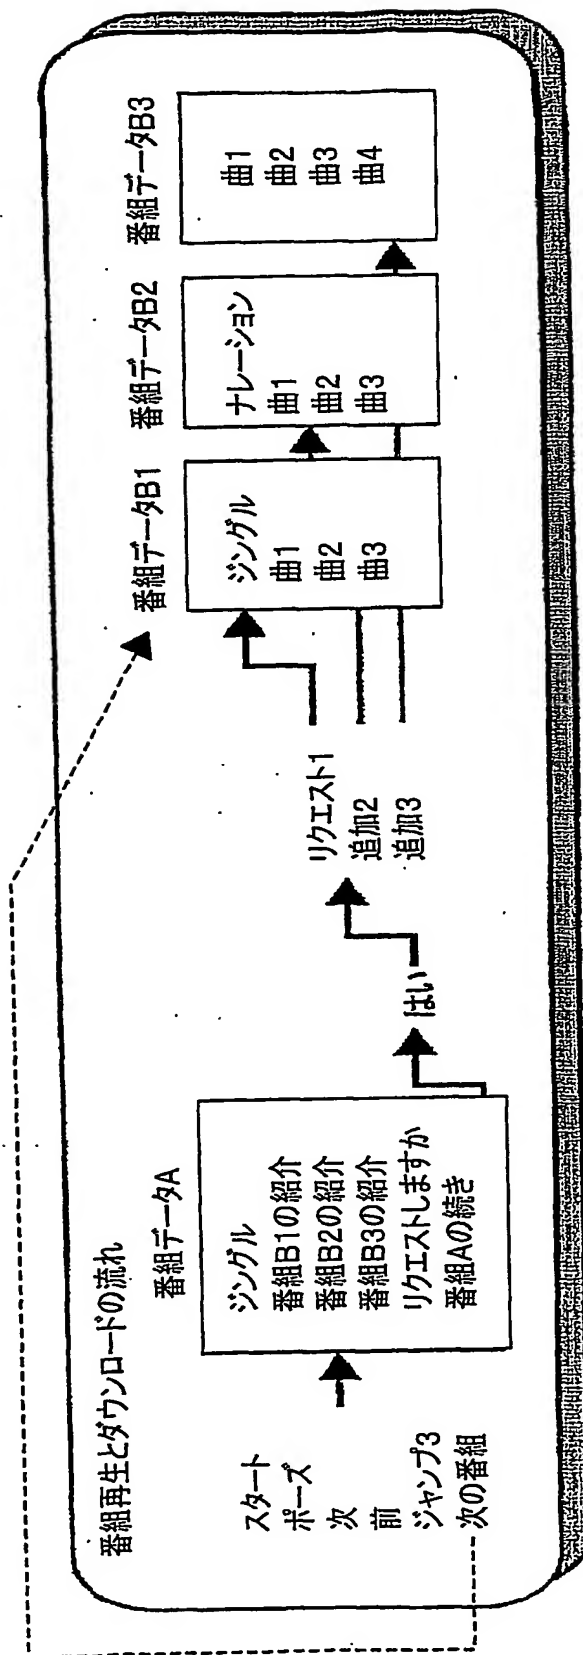 番組再生とダウンロードの流れ
スタート
ポーズ
次
前
ジャンプ3
次の番組
番組データA
ジングル
番組B1の紹介
番組B2の紹介
番組B3の紹介
リクエストしますか
番組Aの続き
はい
リクエスト1
追加2
追加3
番組データB1
ジングル
曲1
曲2
曲3
番組データB2
ナレーション
曲1
曲2
曲3
番組データB3
曲1
曲2
曲3
曲4